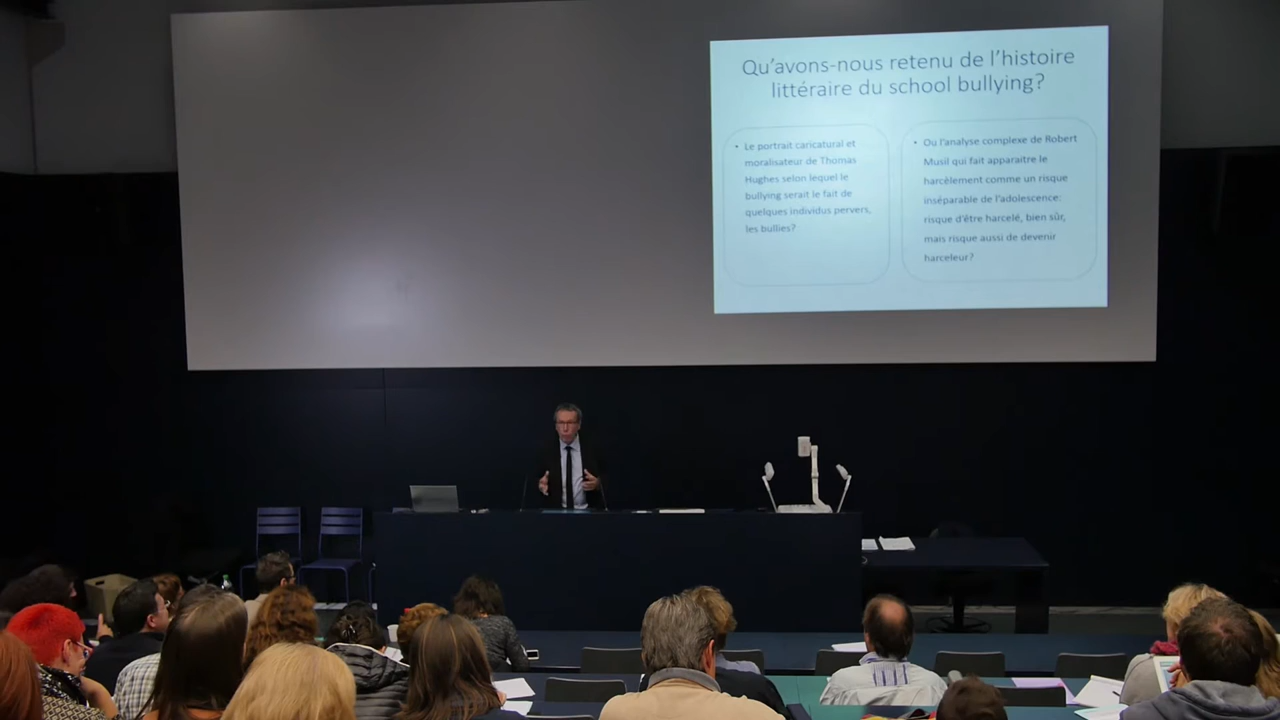 Qu'avons-nous retenu de l'histoire
littéraire du school bullying?
• Le portrait caricatural et
moralisateur de Thomas
Hughes selon lequel le
bullying serait le fait de
quelques individus pervers,
les bullies?
• Ou l'analyse complexe de Robert
Musil qui fait apparaitre le
harcèlement comme un risque
inséparable de l'adolescence:
risque d'être harcelé, bien sûr,
mais risque aussi de devenir
harceleur?